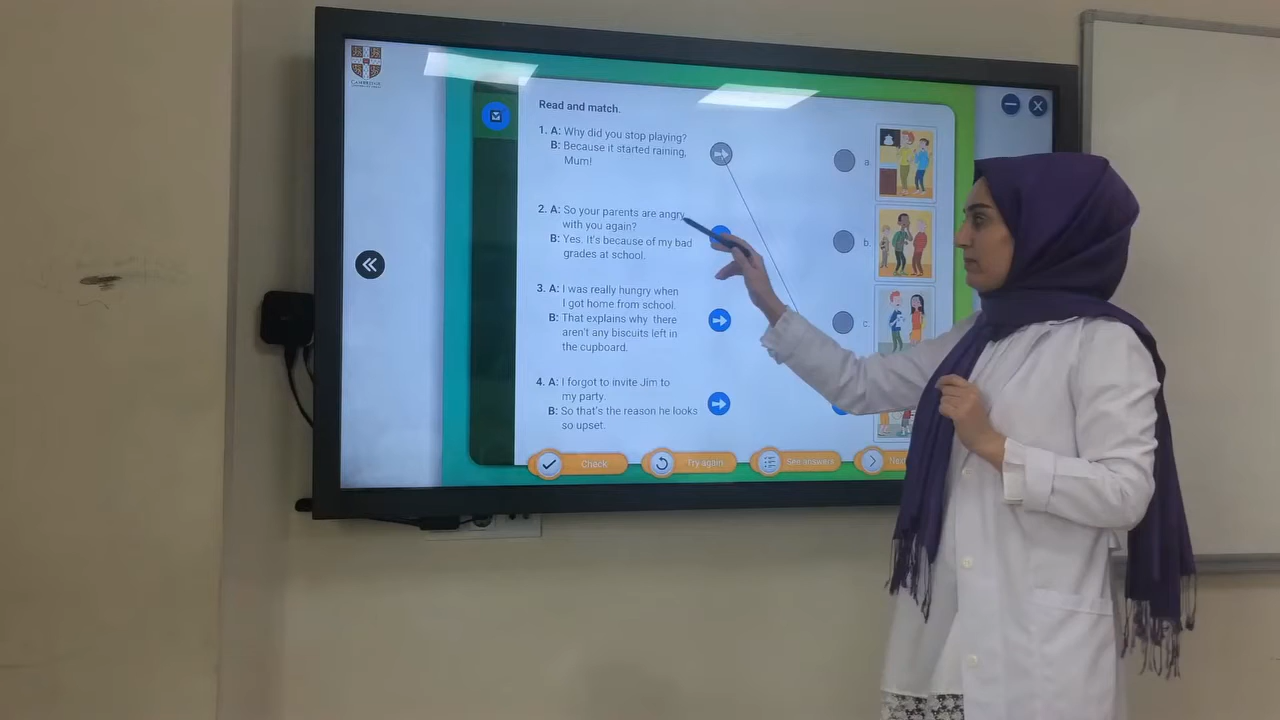 CAMBRIDGE
Read and match.
1. A: Why did you stop playing?
B: Because it started raining,
Mum!
2. A: So your parents are angry
with you again?
B: Yes. It's because of my bad
grades at school.
3. A: I was really hungry when
I got home from school.
B: That explains why there
aren't any biscuits left in
the cupboard.
4. A: I forgot to invite Jim to
my party.
B: So that's the reason he looks
so upset.
a.
b.
c.
Check
Try again
See answers